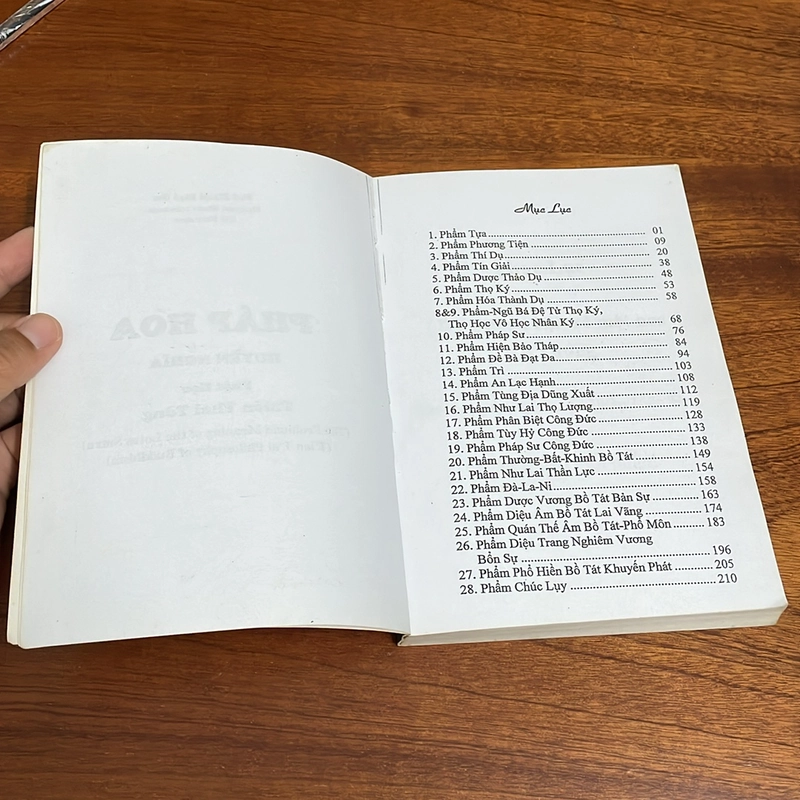 Mục Lục
1. Phẩm Tựa.......................................................... 01
2. Phẩm Phương Tiện ........................................... 09
3. Phẩm Thí Dụ..................................................... 20
4. Phẩm Tín Giải.................................................... 38
5. Phẩm Dược Thảo Dụ ........................................ 48
6. Phẩm Thọ Ký .................................................... 53
7. Phẩm Hóa Thành Dụ ........................................ 58
8&9. Phẩm-Ngũ Bá Đệ Tử Thọ Ký,
Thọ Học Vô Học Nhân Ký ................................ 68
10. Phẩm Pháp Sư ................................................ 76
11. Phẩm Hiện Bảo Tháp ...................................... 84
12. Phẩm Đề Bà Đạt Đa........................................ 94
13. Phẩm Trì ........................................................ 103
14. Phẩm An Lạc Hạnh ........................................ 108
15. Phẩm Tùng Địa Dũng Xuất ............................ 112
16. Phẩm Như Lai Thọ Lượng.............................. 119
17. Phẩm Phân Biệt Công Đức ............................ 128
18. Phẩm Tùy Hỷ Công Đức ................................ 133
19. Phẩm Pháp Sư Công Đức............................... 138
20. Phẩm Thường-Bất-Khinh Bồ Tát.................... 149
21. Phẩm Như Lai Thần Lực................................. 154
22. Phẩm Đà-La-Ni............................................... 158
23. Phẩm Dược Vương Bồ Tát Bản Sự ................ 163
24. Phẩm Diệu Âm Bồ Tát Lai Vãng .................... 174
25. Phẩm Quán Thế Âm Bồ Tát-Phổ Môn ........... 183
26. Phẩm Diệu Trang Nghiêm Vương
Bổn Sự ................................................................ 196
27. Phẩm Phổ Hiền Bồ Tát Khuyến Phát.............. 205
28. Phẩm Chúc Lụy .............................................. 210
PHÁP HOA
HUYỀN NGHĨA